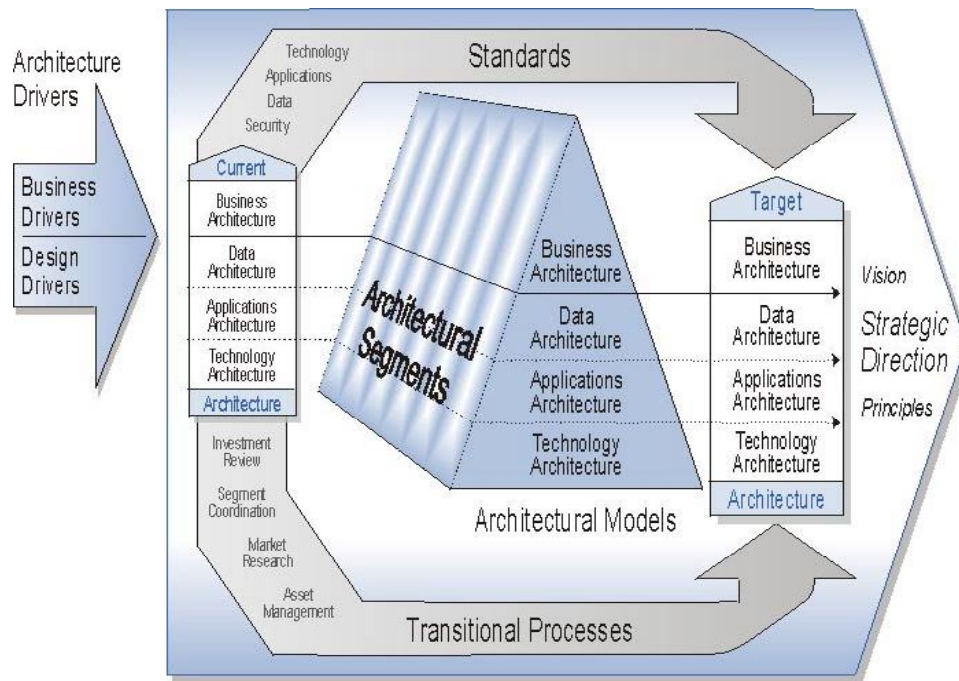 Architecture
Drivers
Business
Drivers
Design
Drivers
Technology
Applications
Data
Security
Standards
Current
Business
Architecture
Data
Architecture
Applications
Architecture
Technology
Architecture
Architecture
Investment
Review
Segment
Coordination
Market
Research
Asset
Management
Transitional Processes
Architectural
Segments
Business
Architecture
Data
Architecture
Applications
Architecture
Technology
Architecture
Architectural Models
Target
Business
Architecture
Data
Architecture
Applications
Architecture
Technology
Architecture
Architecture
Vision
Strategic
Direction
Principles